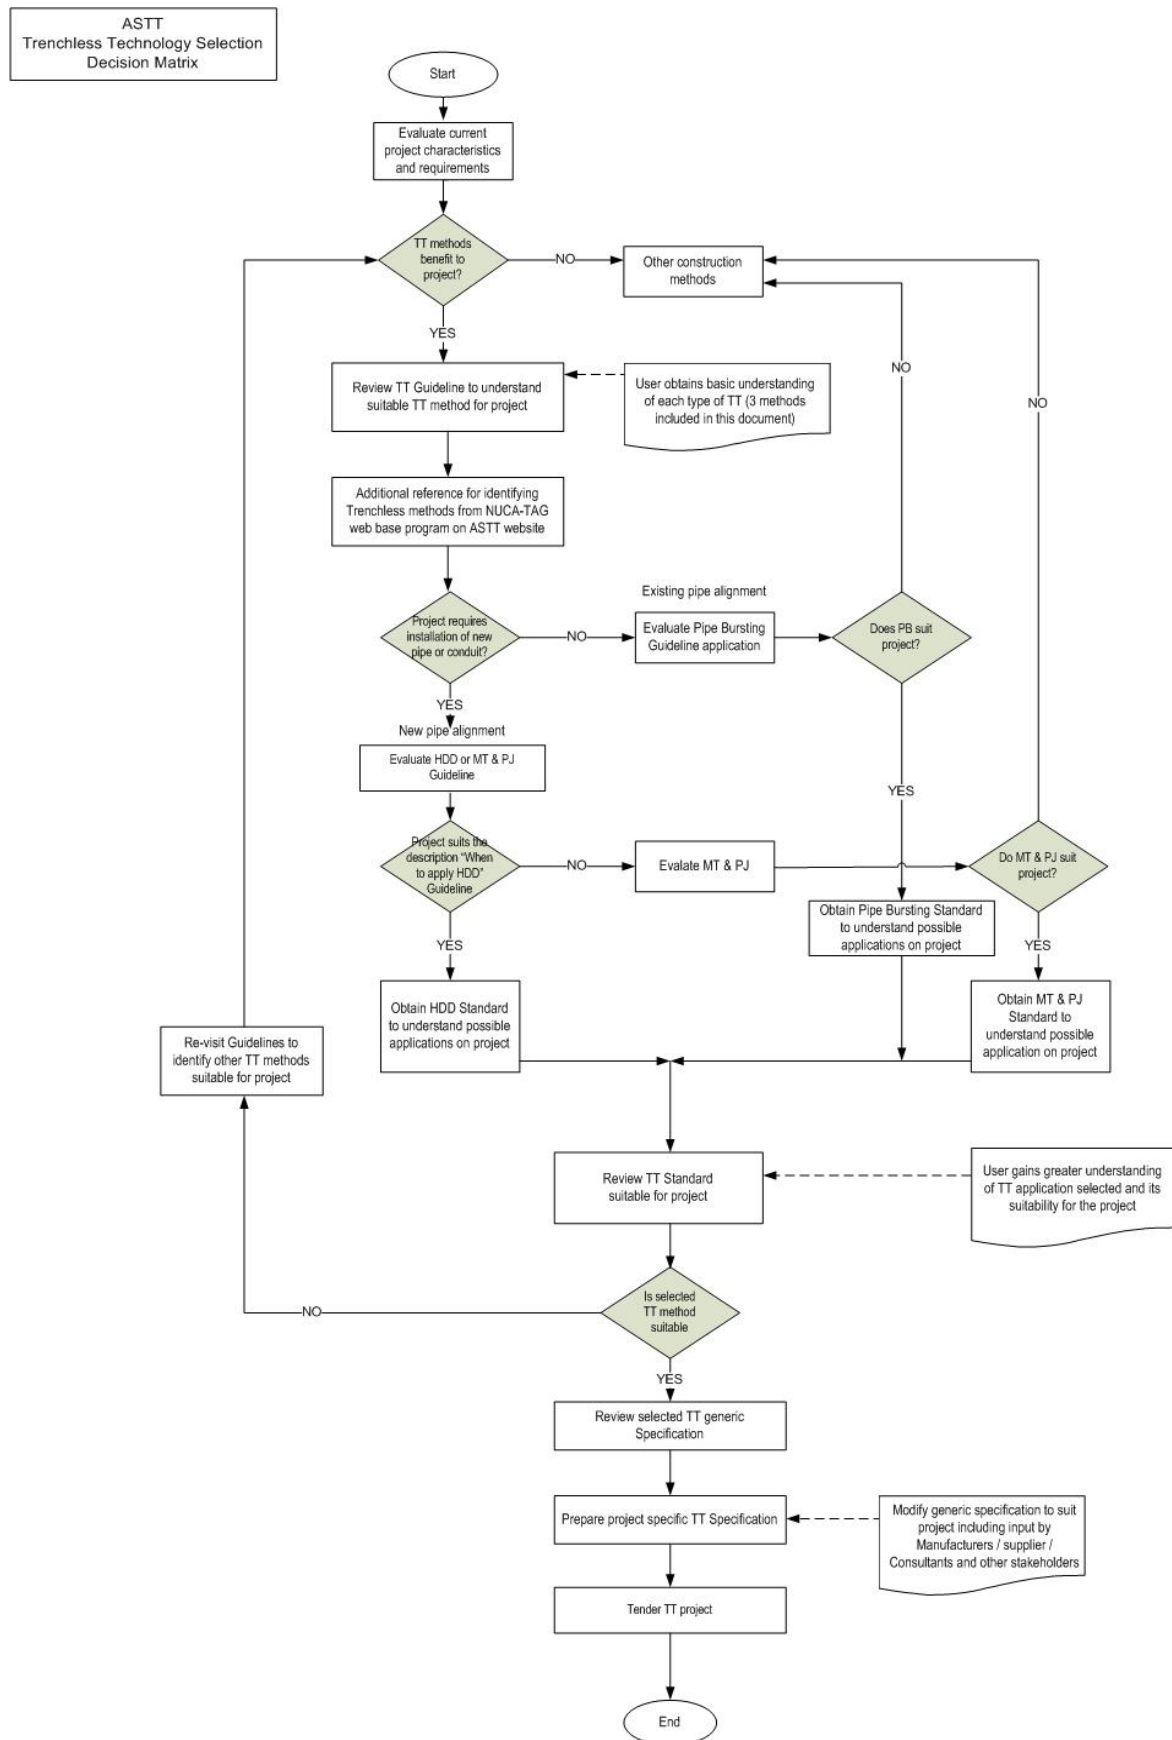 ASTT
Trenchless Technology Selection
Decision Matrix
Start
Evaluate current
project characteristics
and requirements
TT methods
benefit to
project?
NO
Other construction
methods
YES
NO
NO
Review TT Guideline to understand
suitable TT method for project
User obtains basic understanding
of each type of TT (3 methods
included in this document)
Additional reference for identifying
Trenchless methods from NUCA-TAG
web base program on ASTT website
Project requires
installation of new
pipe or conduit?
NO
Existing pipe alignment
Evaluate Pipe Bursting
Guideline application
Does PB suit
project?
YES
New pipe alignment
Evaluate HDD or MT & PJ
Guideline
YES
Project suits the
description “When
to apply HDD”
Guideline
NO
Evalate MT & PJ
Do MT & PJ suit
project?
YES
Obtain Pipe Bursting Standard
to understand possible
applications on project
YES
Obtain HDD Standard
to understand possible
applications on project
Obtain MT & PJ
Standard to
understand possible
application on project
Re-visit Guidelines to
identify other TT methods
suitable for project
Review TT Standard
suitable for project
User gains greater understanding
of TT application selected and its
suitability for the project
Is selected
TT method
suitable
NO
YES
Review selected TT generic
Specification
Prepare project specific TT Specification
Modify generic specification to suit
project including input by
Manufacturers / supplier /
Consultants and other stakeholders
Tender TT project
End